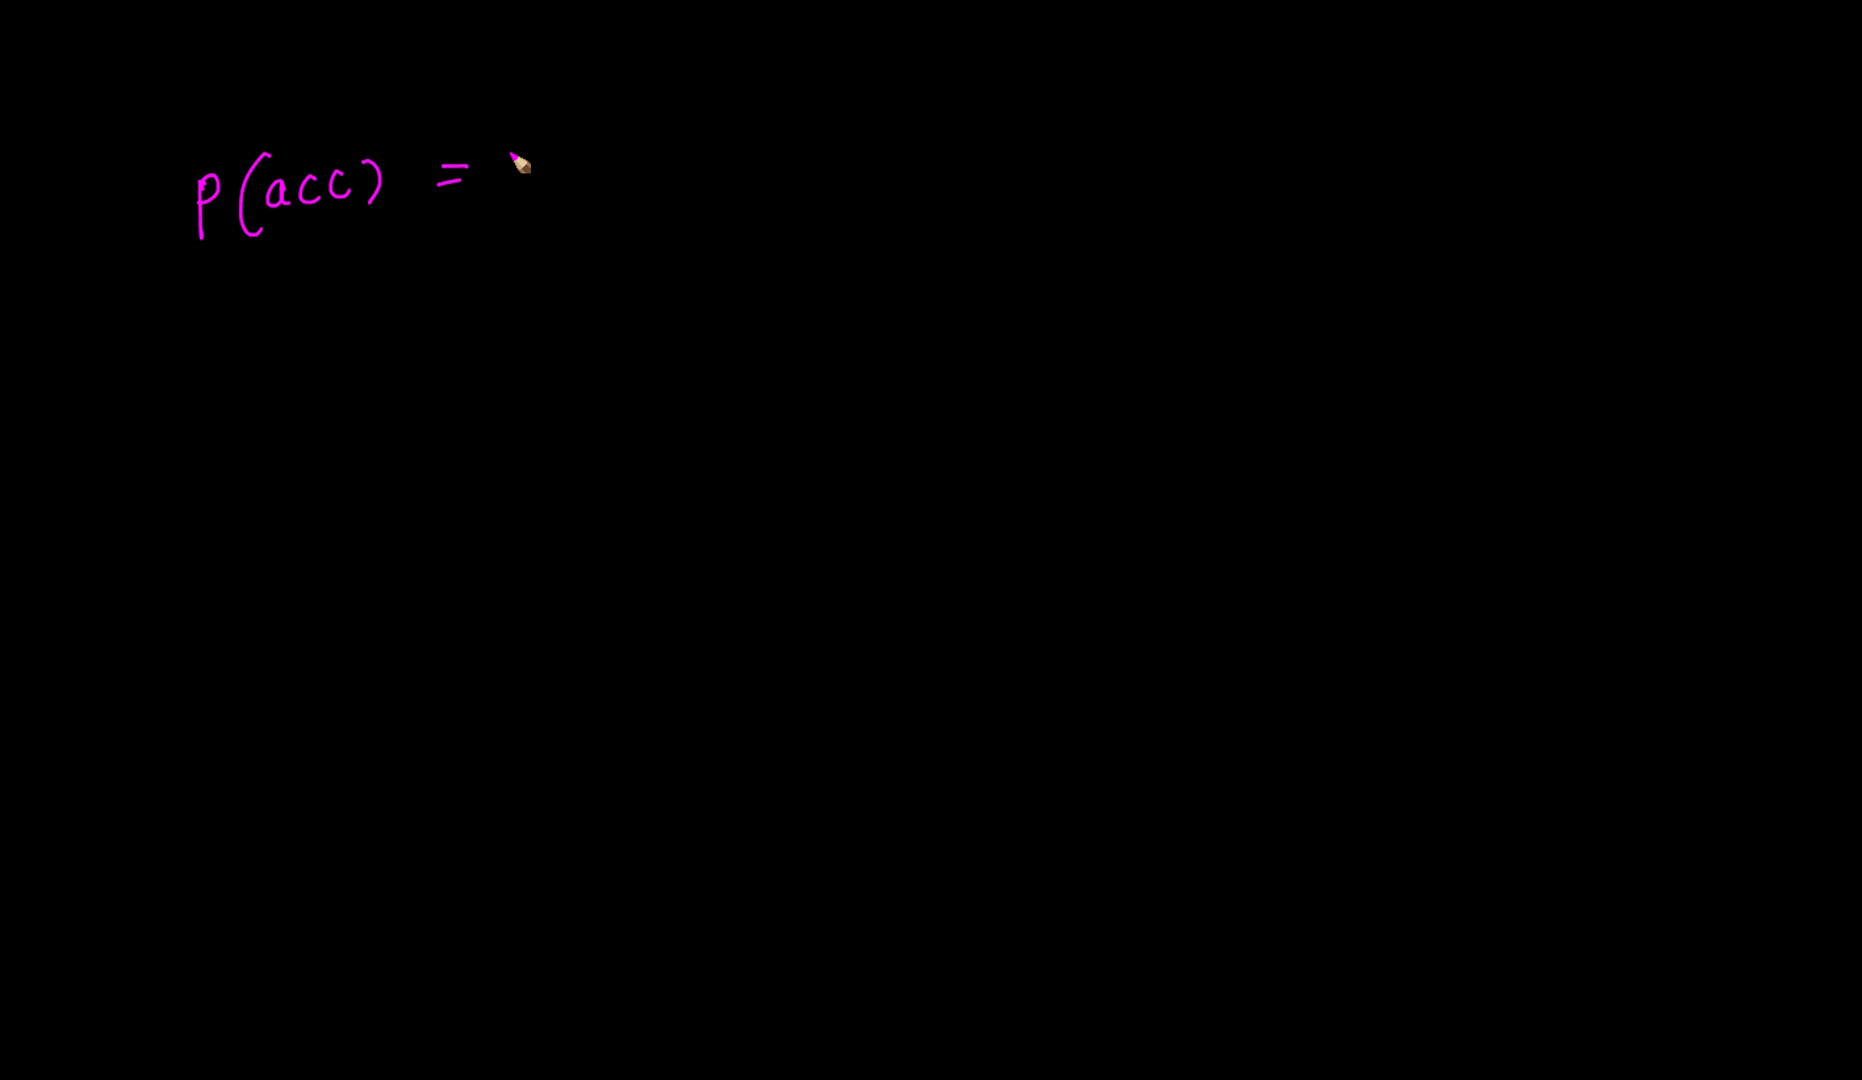 P(acc) =